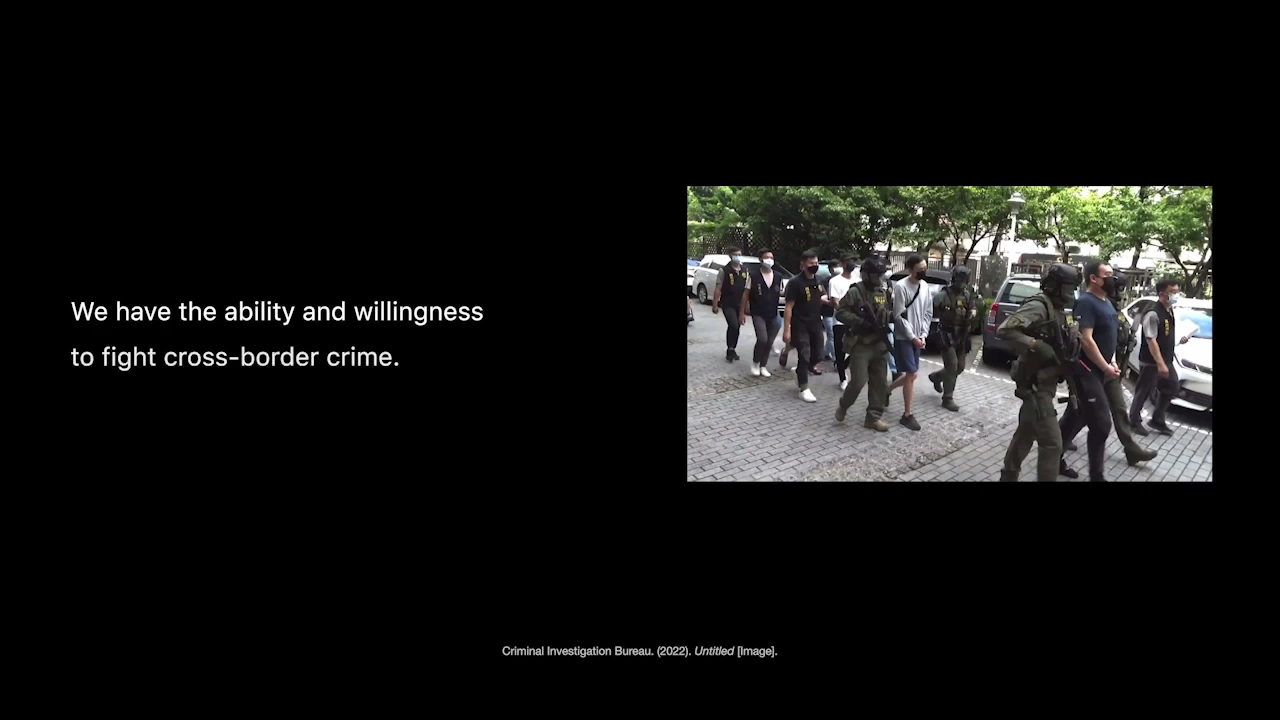 We have the ability and willingness
to fight cross-border crime.
Criminal Investigation Bureau. (2022). Untitled [Image].